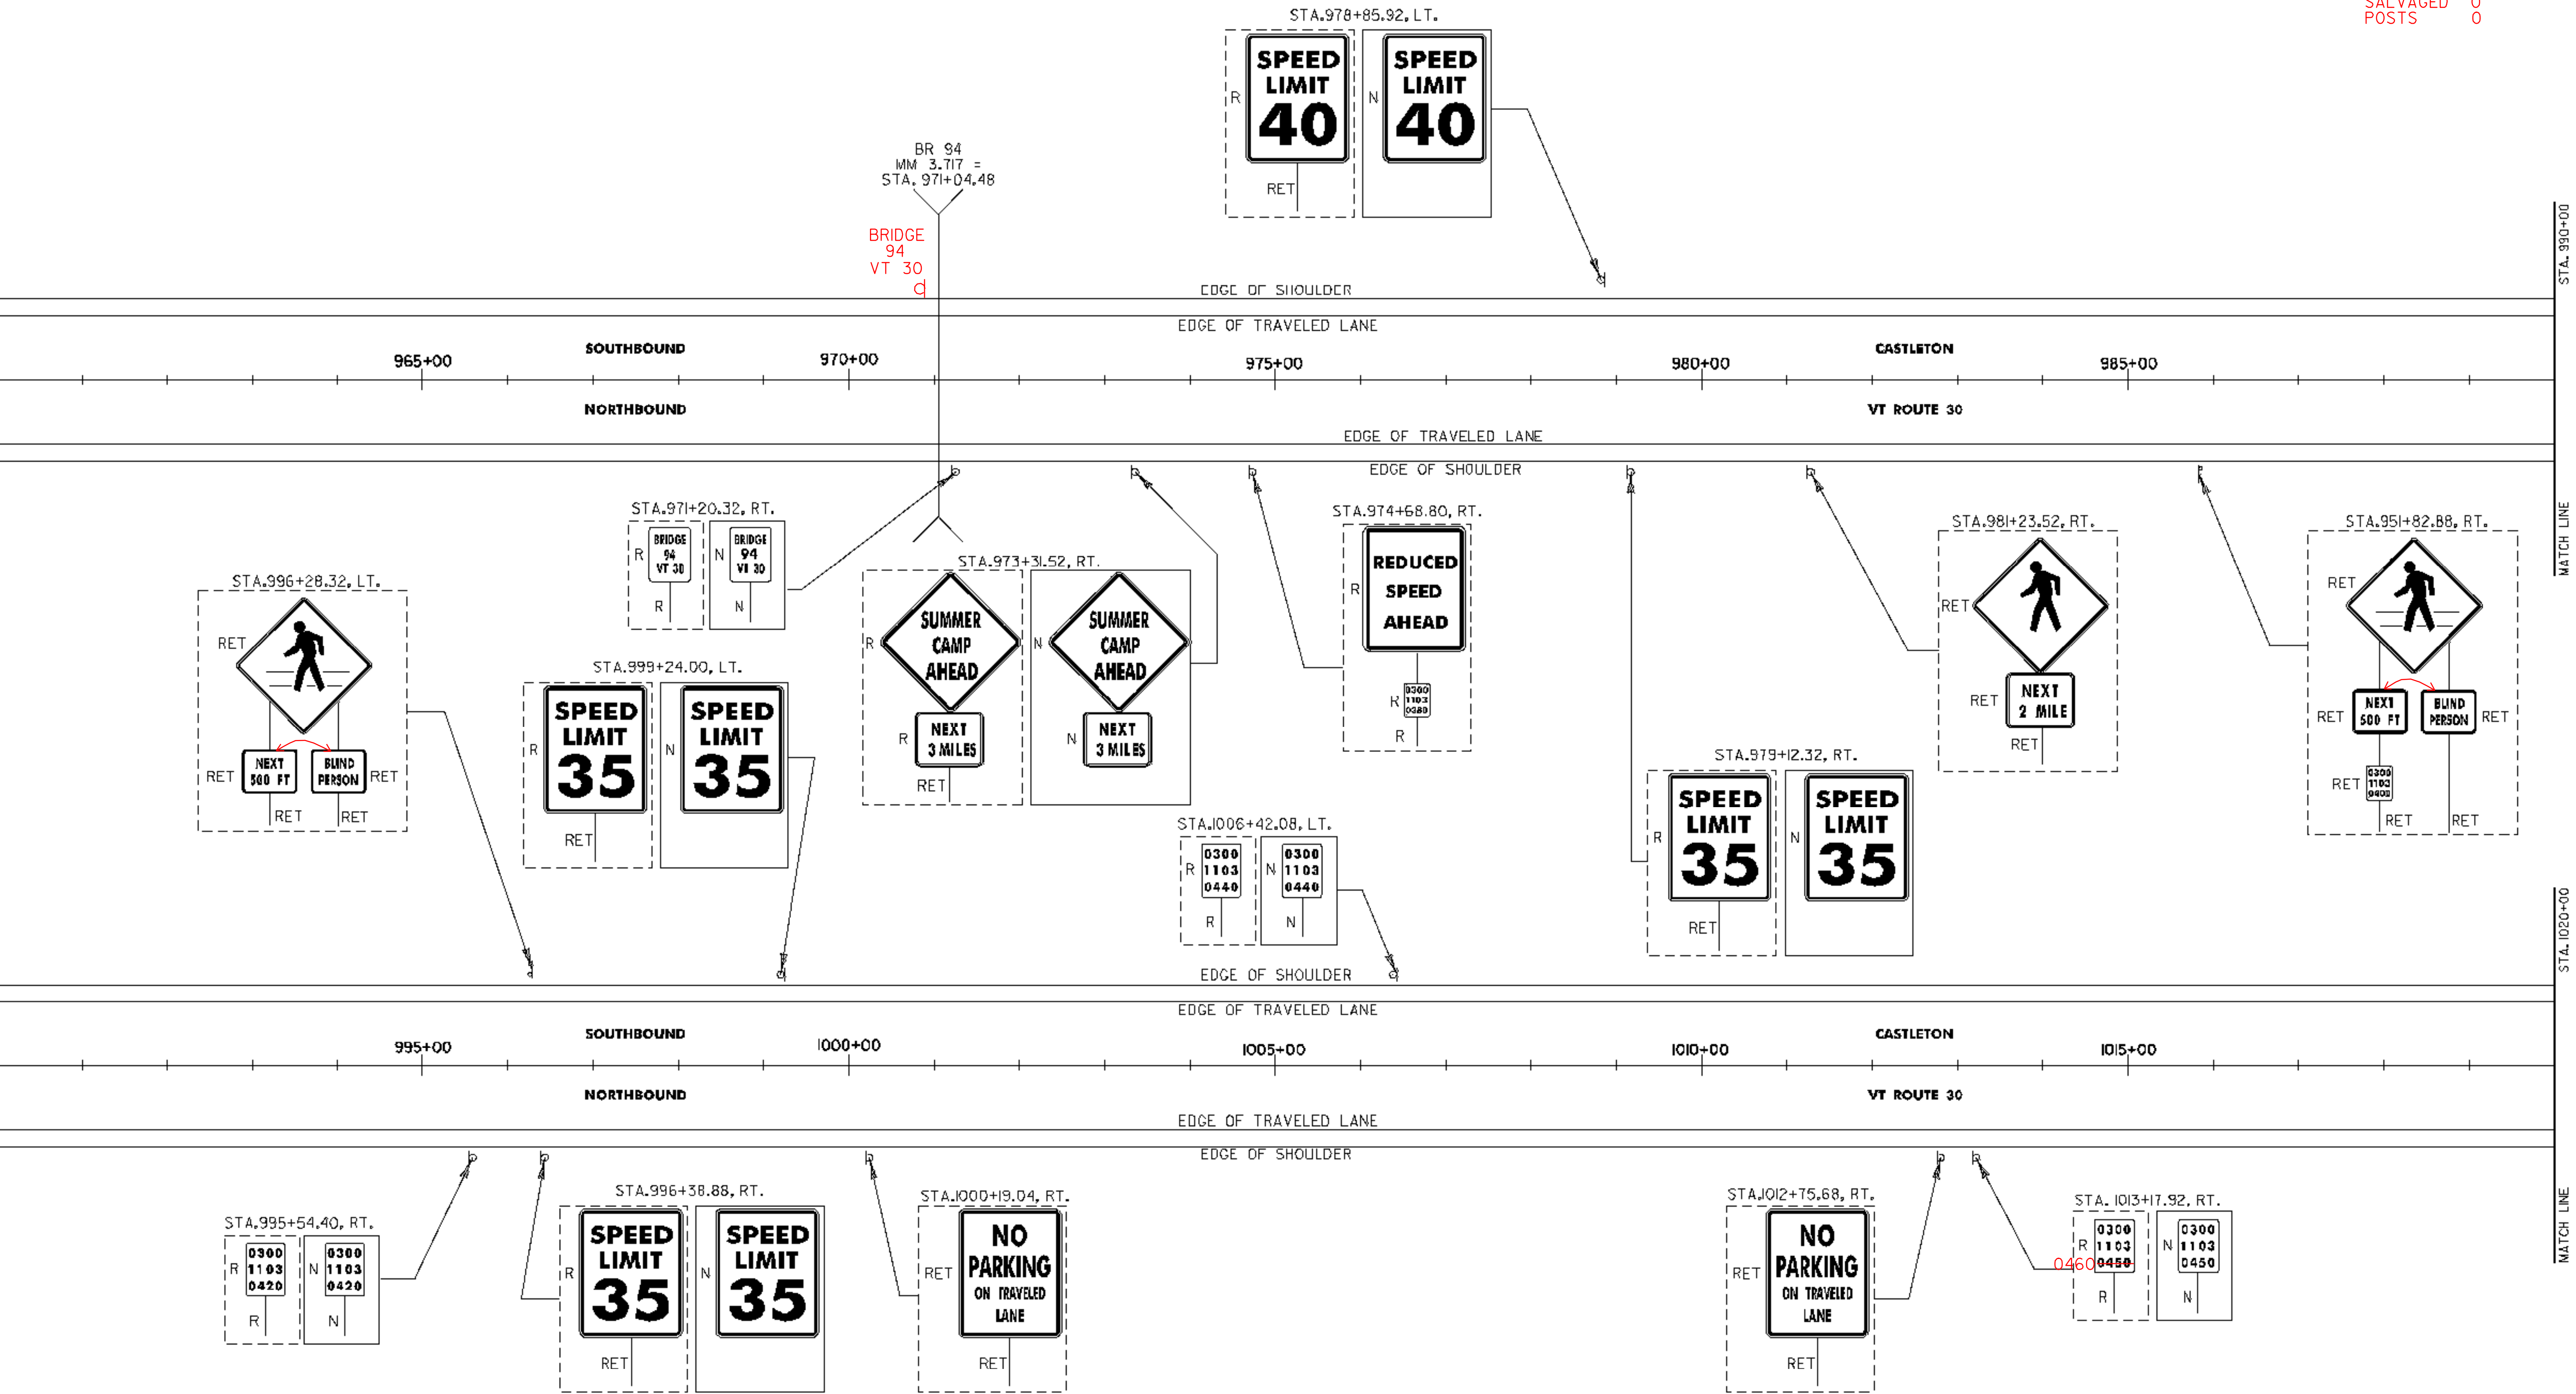 SALVAGED 0
POSTS 0
STA.978+85.92, LT.
R
SPEED
LIMIT
40
RET
N
SPEED
LIMIT
40
BR 94
MM 3.717 =
STA. 971+04.48
BRIDGE
94
VT 30
STA. 990+00
MATCH LINE
EDGE OF SHOULDER
EDGE OF TRAVELED LANE
SOUTHBOUND
CASTLETON
965+00
970+00
975+00
980+00
985+00
NORTHBOUND
VT ROUTE 30
EDGE OF TRAVELED LANE
EDGE OF SHOULDER
STA.971+20.32, RT.
R
BRIDGE
94
VT 30
R
N
BRIDGE
94
VT 30
N
STA.973+31.52, RT.
R
SUMMER
CAMP
AHEAD
R
NEXT
3 MILES
RET
N
SUMMER
CAMP
AHEAD
N
NEXT
3 MILES
STA.974+68.80, RT.
R
REDUCED
SPEED
AHEAD
R
0300
1103
0380
R
STA.981+23.52, RT.
RET
RET
NEXT
2 MILE
RET
STA.951+82.88, RT.
RET
RET
NEXT
500 FT
BLIND
PERSON
RET
RET
0300
1103
0400
RET
RET
STA.979+12.32, RT.
R
SPEED
LIMIT
35
RET
N
SPEED
LIMIT
35
STA.996+28.32, LT.
RET
RET
NEXT
500 FT
BLIND
PERSON
RET
RET
RET
STA.999+24.00, LT.
R
SPEED
LIMIT
35
RET
N
SPEED
LIMIT
35
STA.1006+42.08, LT.
R
0300
1103
0440
R
N
0300
1103
0440
N
STA. 1020+00
MATCH LINE
EDGE OF SHOULDER
EDGE OF TRAVELED LANE
SOUTHBOUND
CASTLETON
995+00
1000+00
1005+00
1010+00
1015+00
NORTHBOUND
VT ROUTE 30
EDGE OF TRAVELED LANE
EDGE OF SHOULDER
STA.995+54.40, RT.
R
0300
1103
0420
R
N
0300
1103
0420
N
STA.996+38.88, RT.
R
SPEED
LIMIT
35
RET
N
SPEED
LIMIT
35
STA.1000+19.04, RT.
RET
NO
PARKING
ON TRAVELED
LANE
RET
STA.1012+75.68, RT.
RET
NO
PARKING
ON TRAVELED
LANE
RET
STA. 1013+17.92, RT.
R
0300
1103
0460 0450
R
N
0300
1103
0450
N